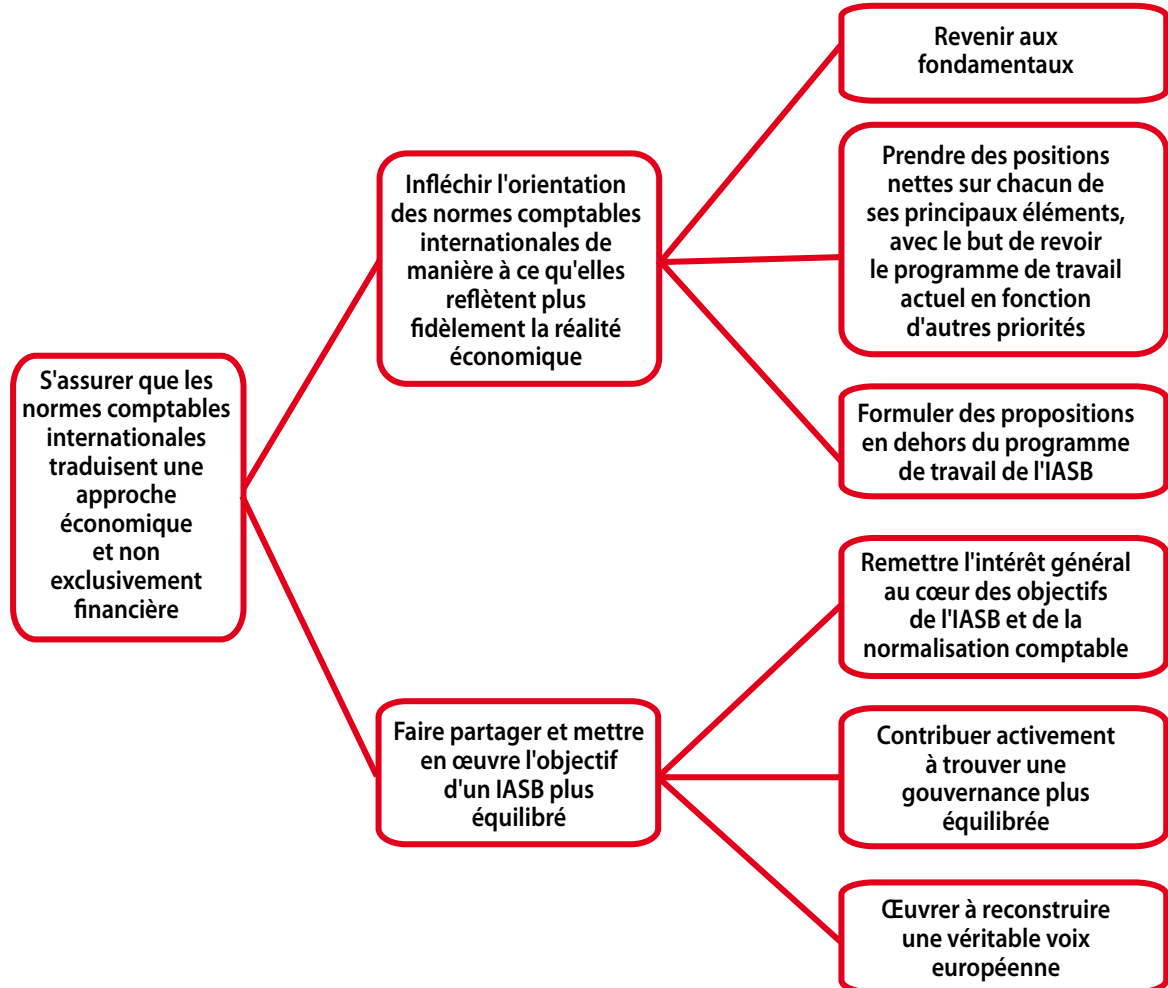 S'assurer que les
normes comptables
internationales
traduisent une
approche
économique
et non
exclusivement
financière
Infléchir l'orientation
des normes comptables
internationales de
manière à ce qu'elles
reflètent plus
fidèlement la réalité
économique
Revenir aux
fondamentaux
Prendre des positions
nettes sur chacun de
ses principaux éléments,
avec le but de revoir
le programme de travail
actuel en fonction
d'autres priorités
Formuler des propositions
en dehors du programme
de travail de l'IASB
Faire partager et mettre
en œuvre l'objectif
d'un IASB plus
équilibré
Remettre l'intérêt général
au cœur des objectifs
de l'IASB et de la
normalisation comptable
Contribuer activement
à trouver une
gouvernance plus
équilibrée
Œuvrer à reconstruire
une véritable voix
européenne